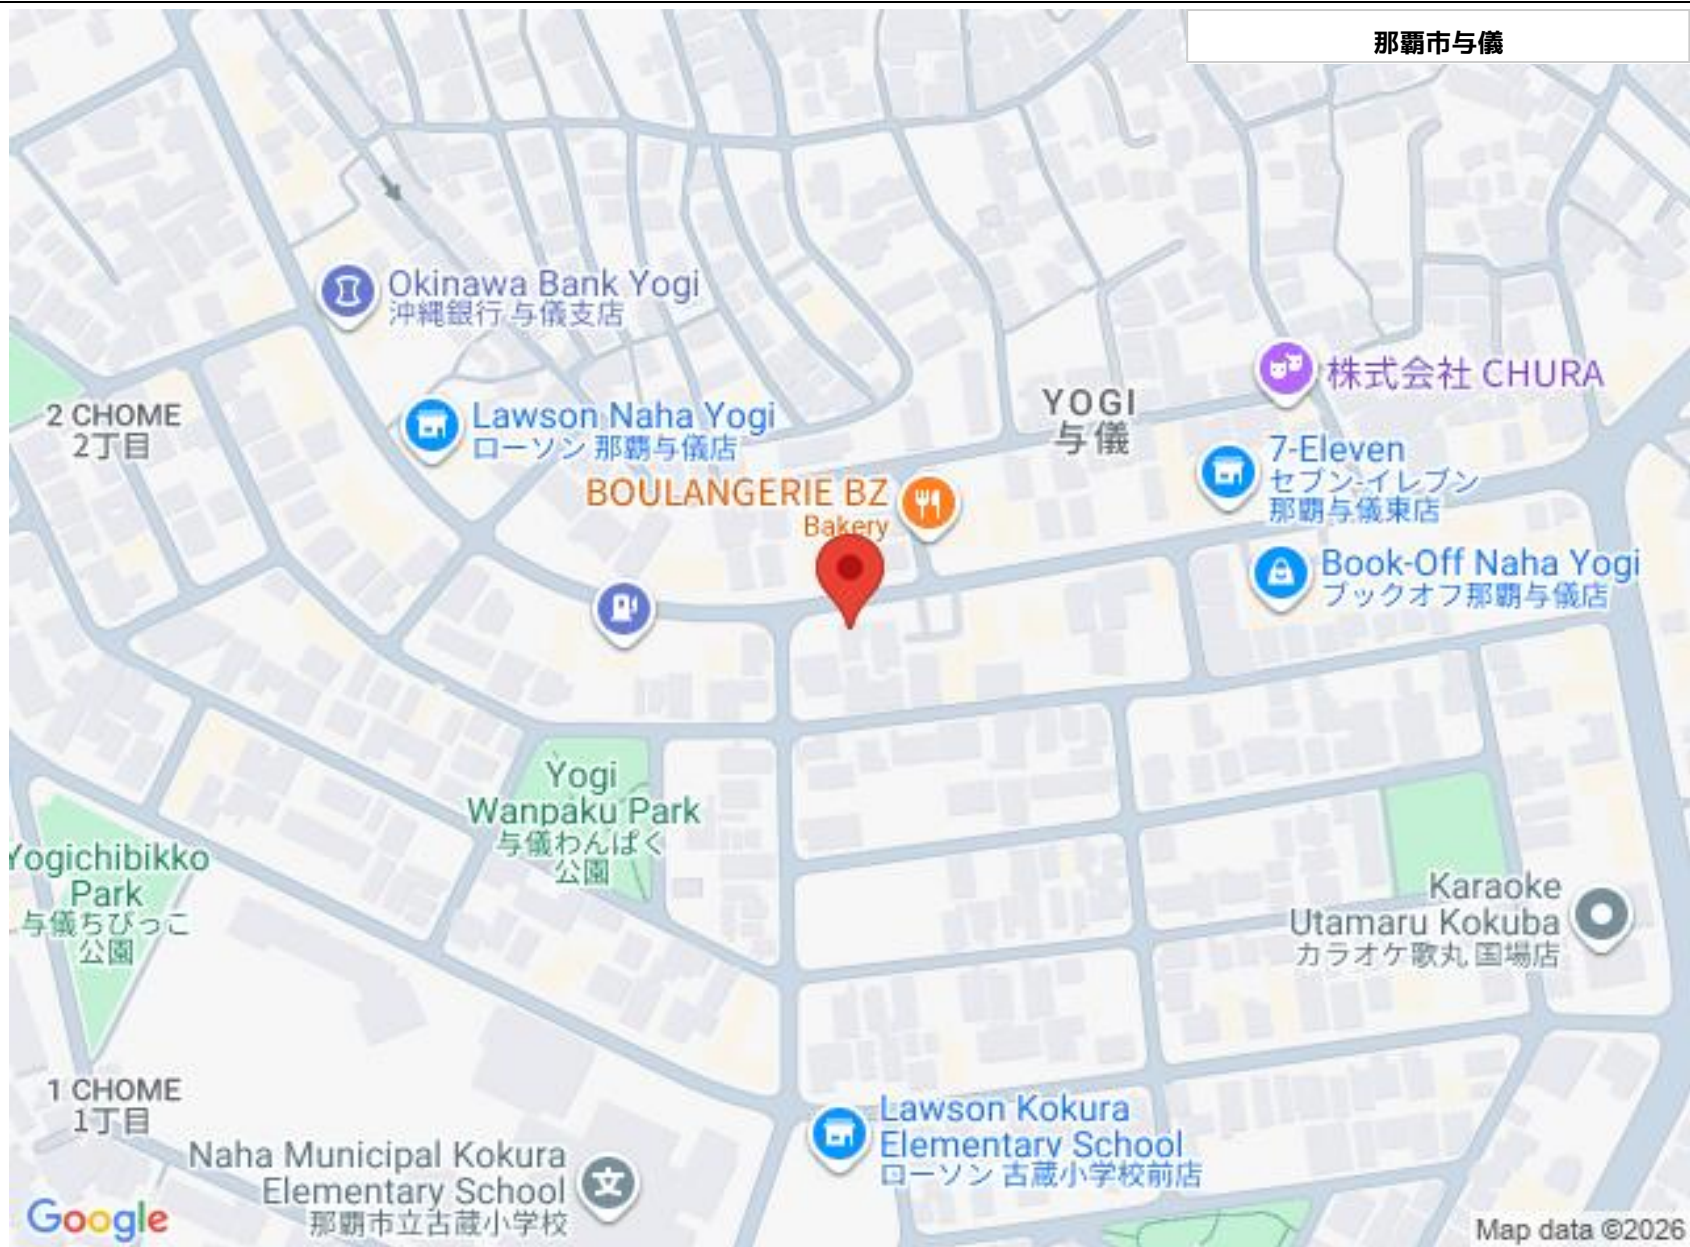 那覇市与儀
Okinawa Bank Yogi
沖縄銀行 与儀支店
株式会社 CHURA
2 CHOME
2丁目
YOGI
与儀
Lawson Naha Yogi
ローソン 那覇与儀店
7-Eleven
セブン-イレブン
那覇与儀東店
BOULANGERIE BZ
Bakery
Book-Off Naha Yogi
ブックオフ那覇与儀店
Yogi
Wanpaku Park
与儀わんぱく
公園
Yogichibikko
Park
与儀ちびっこ
公園
Karaoke
Utamaru Kokuba
カラオケ歌丸 国場店
1 CHOME
1丁目
Lawson Kokura
Elementary School
ローソン 古蔵小学校前店
Naha Municipal Kokura
Elementary School
那覇市立古蔵小学校
文
Google
Map data ©2026